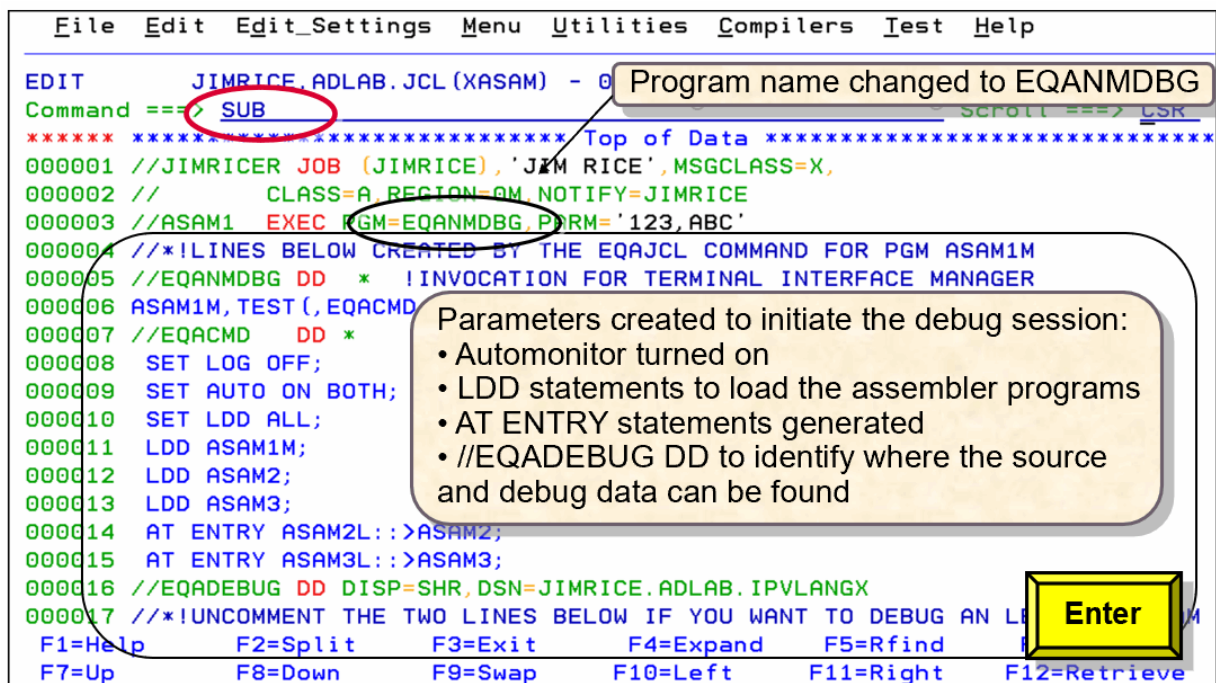 File Edit Edit_Settings Menu Utilities Compilers Test Help
EDIT JIMRICE.ADLAB.JCL(XASAM) - 0
Program name changed to EQANMDBG
Command ===> SUB Scroll ===> CSR
****** ***************************** Top of Data ******************************
000001 //JIMRICER JOB (JIMRICE),'JIM RICE',MSGCLASS=X,
000002 // CLASS=A,REGION=0M,NOTIFY=JIMRICE
000003 //ASAM1 EXEC PGM=EQANMDBG,PARM='123,ABC'
000004 //*!LINES BELOW CREATED BY THE EQAJCL COMMAND FOR PGM ASAM1M
000005 //EQANMDBG DD * !INVOCATION FOR TERMINAL INTERFACE MANAGER
000006 ASAM1M,TEST(,EQACMD
000007 //EQACMD DD *
000008 SET LOG OFF;
000009 SET AUTO ON BOTH;
000010 SET LDD ALL;
000011 LDD ASAM1M;
000012 LDD ASAM2;
000013 LDD ASAM3;
000014 AT ENTRY ASAM2L::>ASAM2;
000015 AT ENTRY ASAM3L::>ASAM3;
Parameters created to initiate the debug session:
• Automonitor turned on
• LDD statements to load the assembler programs
• AT ENTRY statements generated
• //EQADEBUG DD to identify where the source
and debug data can be found
000016 //EQADEBUG DD DISP=SHR,DSN=JIMRICE.ADLAB.IPVLANGX
000017 //*!UNCOMMENT THE TWO LINES BELOW IF YOU WANT TO DEBUG AN
Enter
F1=Help F2=Split F3=Exit F4=Expand F5=Rfind
F7=Up F8=Down F9=Swap F10=Left F11=Right F12=Retrieve